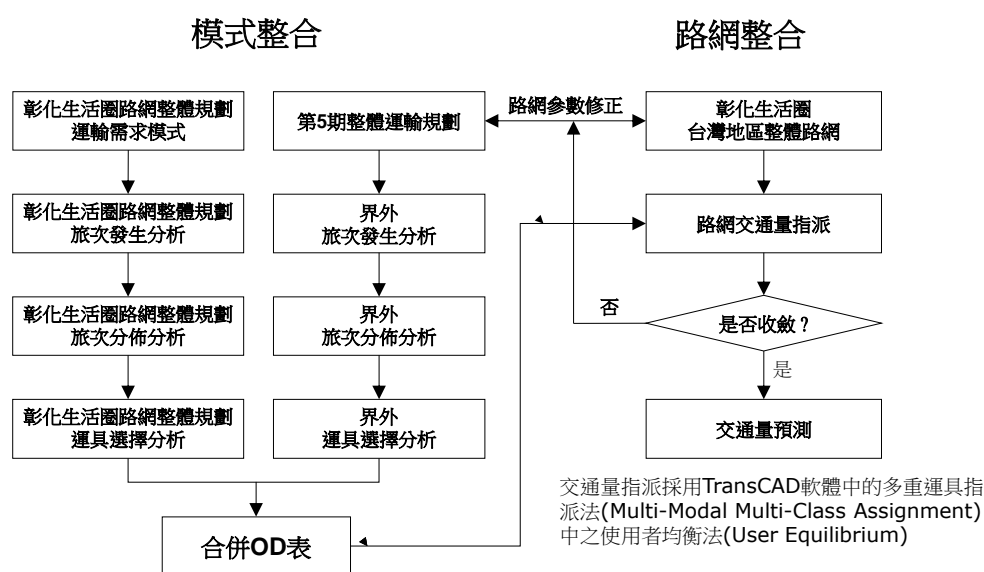 模式整合
路網整合
彰化生活圈路網整體規劃
運輸需求模式
第5期整體運輸規劃
路網參數修正
彰化生活圈
台灣地區整體路網
彰化生活圈路網整體規劃
旅次發生分析
界外
旅次發生分析
路網交通量指派
彰化生活圈路網整體規劃
旅次分佈分析
界外
旅次分佈分析
否
是否收斂？
是
彰化生活圈路網整體規劃
運具選擇分析
界外
運具選擇分析
交通量預測
合併OD表
交通量指派採用TransCAD軟體中的多重運具指
派法(Multi-Modal Multi-Class Assignment)
中之使用者均衡法(User Equilibrium)